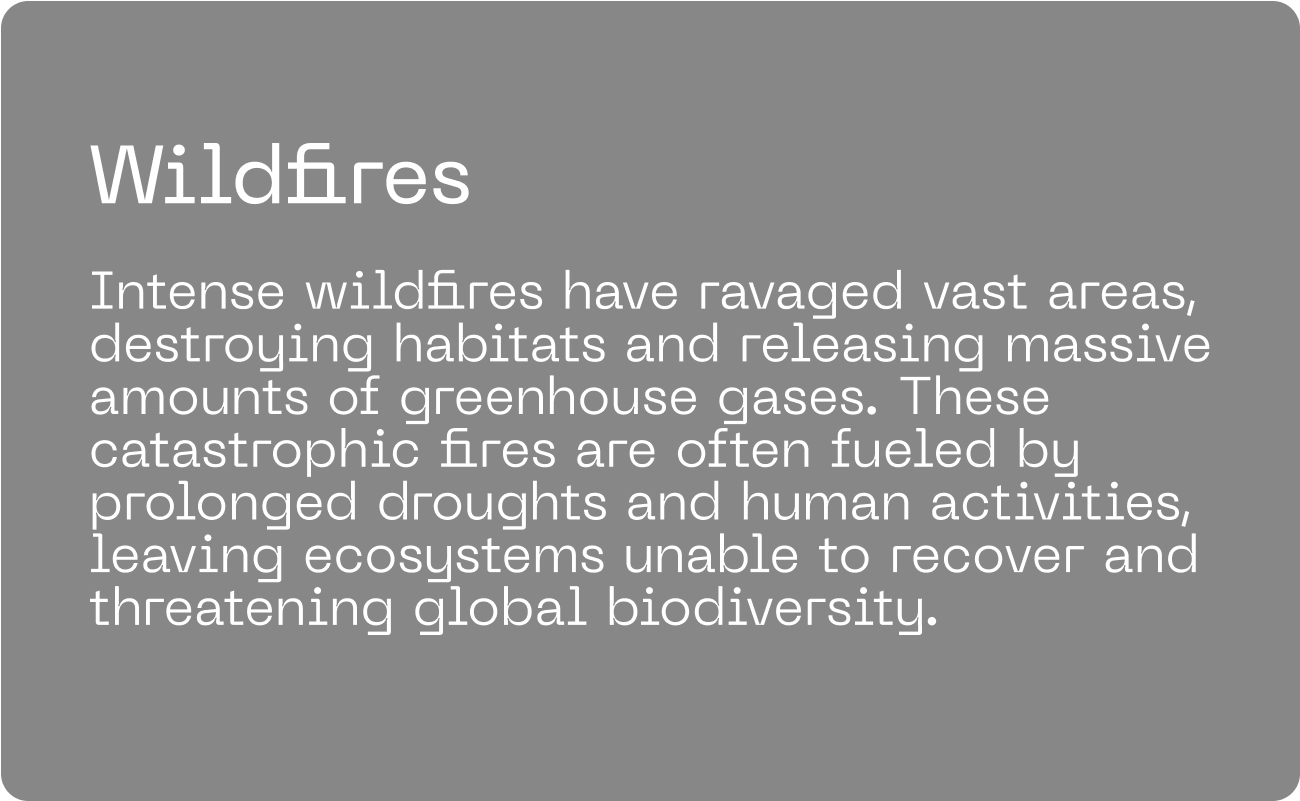 Wildfires
Intense wildfires have ravaged vast areas,
destroying habitats and releasing massive
amounts of greenhouse gases. These
catastrophic fires are often fueled by
prolonged droughts and human activities,
leaving ecosystems unable to recover and
threatening global biodiversity.